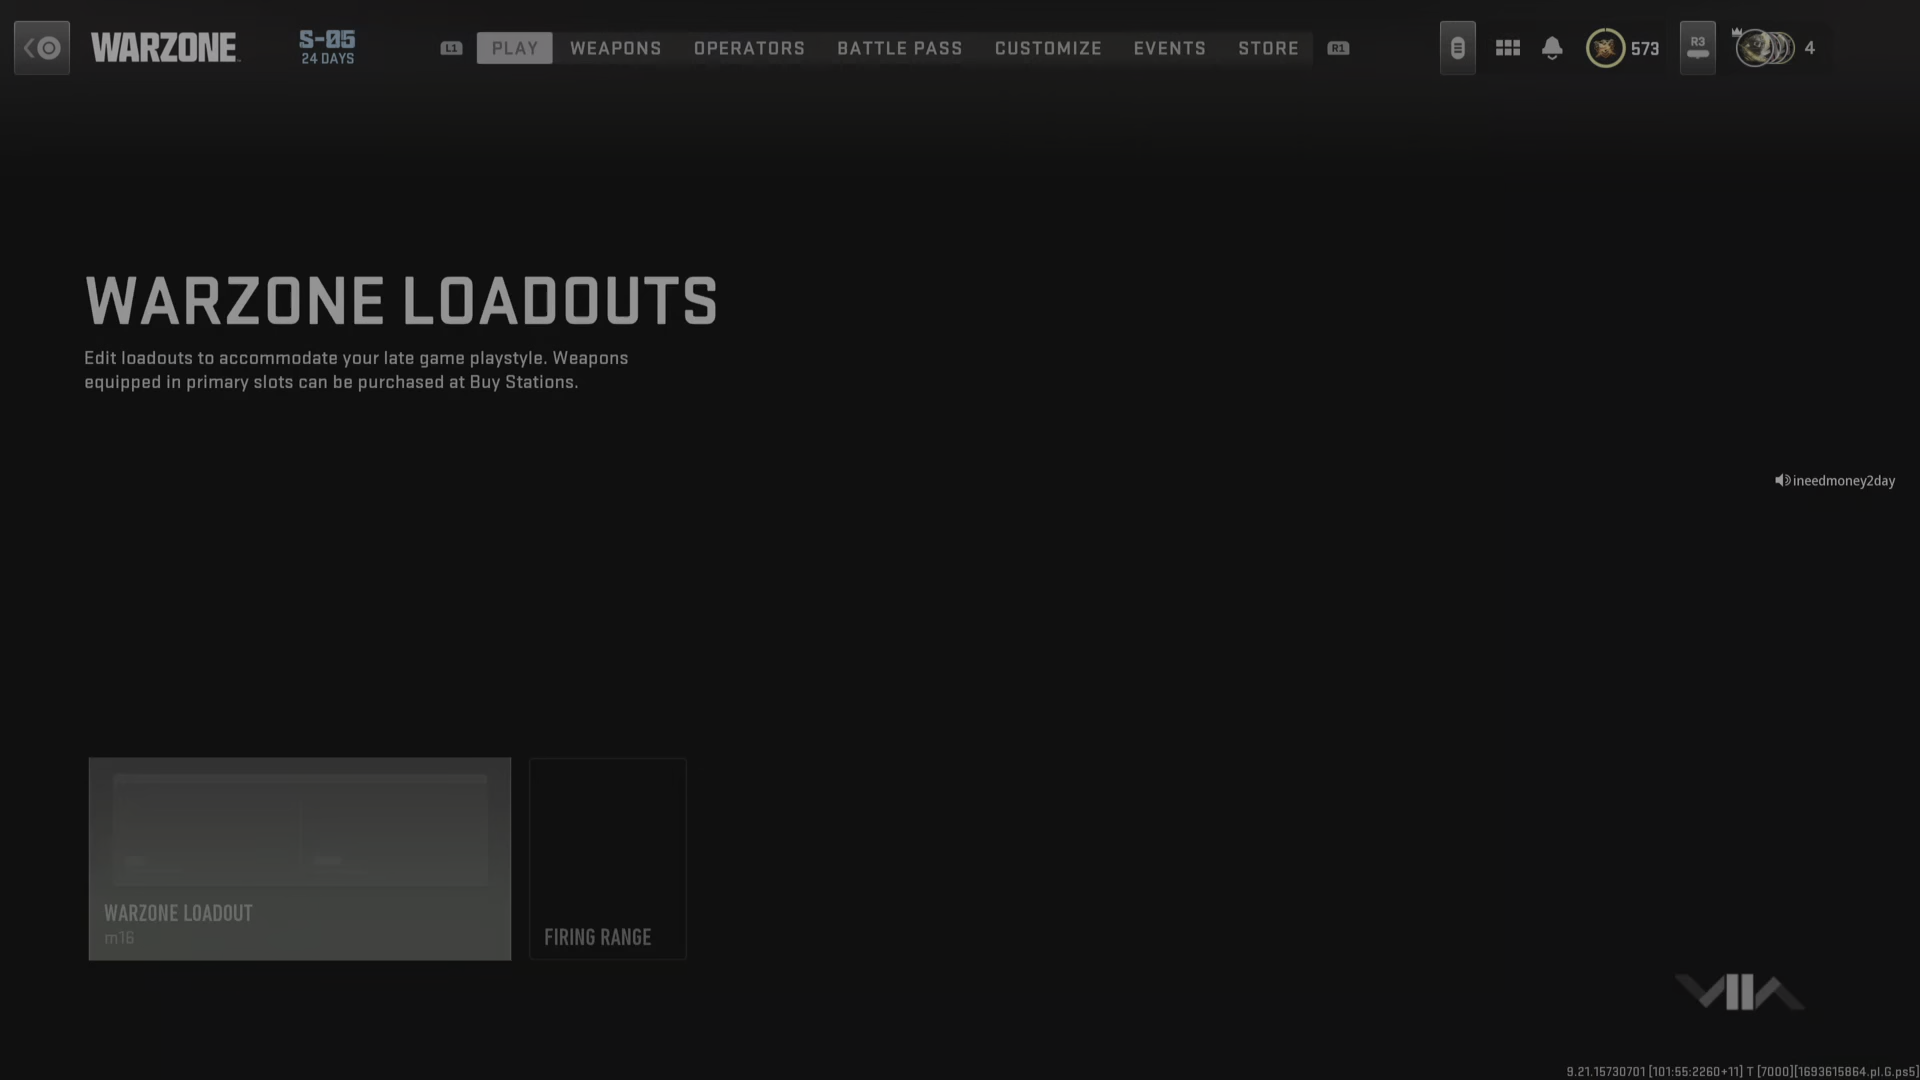 WARZONE
S-05
24 DAYS
L1
PLAY
WEAPONS
OPERATORS
BATTLE PASS
CUSTOMIZE
EVENTS
STORE
R1
573
R3
4
WARZONE LOADOUTS
Edit loadouts to accommodate your late game playstyle. Weapons
equipped in primary slots can be purchased at Buy Stations.
ineedmoney2day
WARZONE LOADOUT
m16
FIRING RANGE
9.21.15730701 [101:55:2260+11] T [7000][1693615864.pl.G.ps5]